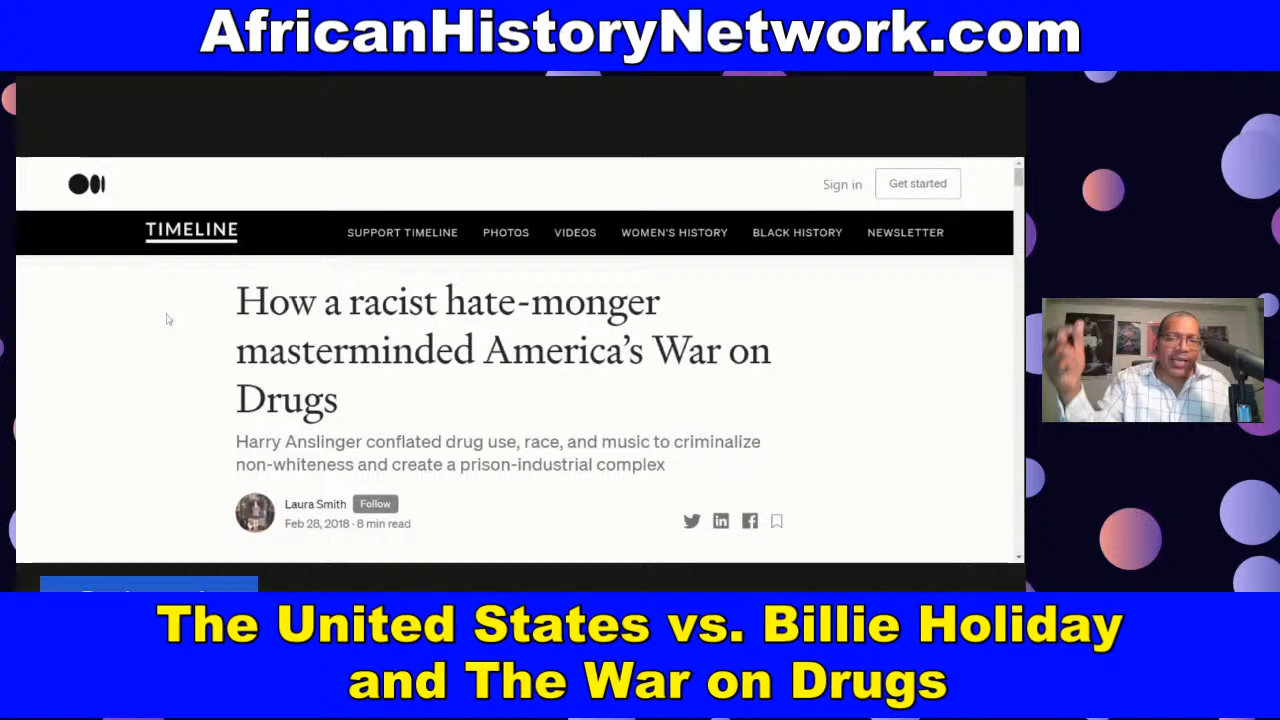 AfricanHistoryNetwork.com
Sign in
Get started
TIMELINE
SUPPORT TIMELINE
PHOTOS
VIDEOS
WOMEN'S HISTORY
BLACK HISTORY
NEWSLETTER
How a racist hate-monger
masterminded America's War on
Drugs
Harry Anslinger conflated drug use, race, and music to criminalize
non-whiteness and create a prison-industrial complex
Laura Smith
Follow
Feb 28, 2018 · 8 min read
The United States vs. Billie Holiday
and The War on Drugs